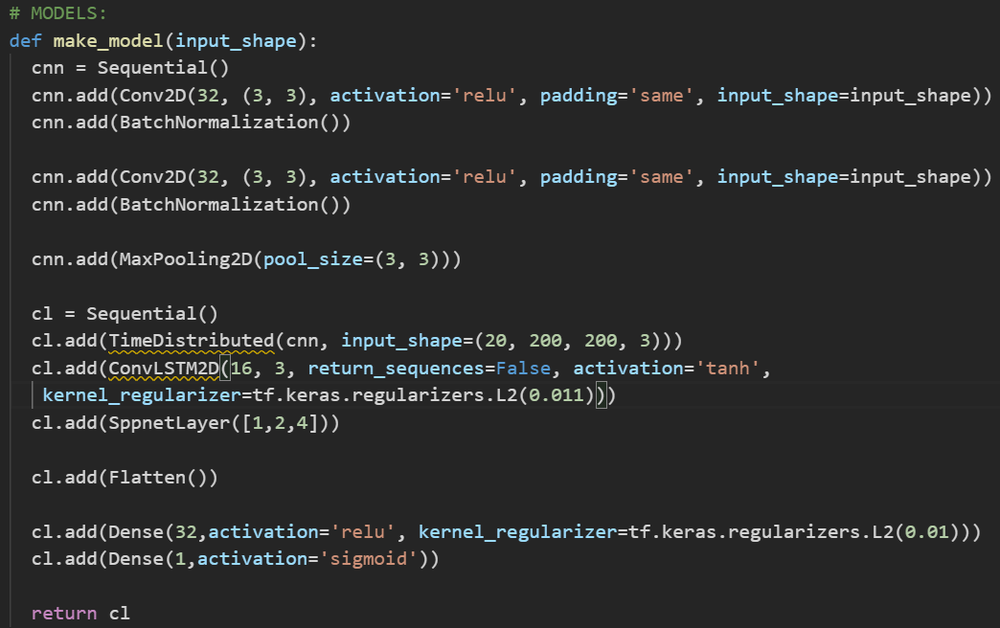 # MODELS:
def make_model(input_shape):
  cnn = Sequential()
  cnn.add(Conv2D(32, (3, 3), activation='relu', padding='same', input_shape=input_shape))
  cnn.add(BatchNormalization())

  cnn.add(Conv2D(32, (3, 3), activation='relu', padding='same', input_shape=input_shape))
  cnn.add(BatchNormalization())

  cnn.add(MaxPooling2D(pool_size=(3, 3)))

  cl = Sequential()
  cl.add(TimeDistributed(cnn, input_shape=(20, 200, 200, 3)))
  cl.add(ConvLSTM2D(16, 3, return_sequences=False, activation='tanh',
   kernel_regularizer=tf.keras.regularizers.L2(0.011)))
  cl.add(SppnetLayer([1,2,4]))

  cl.add(Flatten())

  cl.add(Dense(32,activation='relu', kernel_regularizer=tf.keras.regularizers.L2(0.01)))
  cl.add(Dense(1,activation='sigmoid'))

  return cl